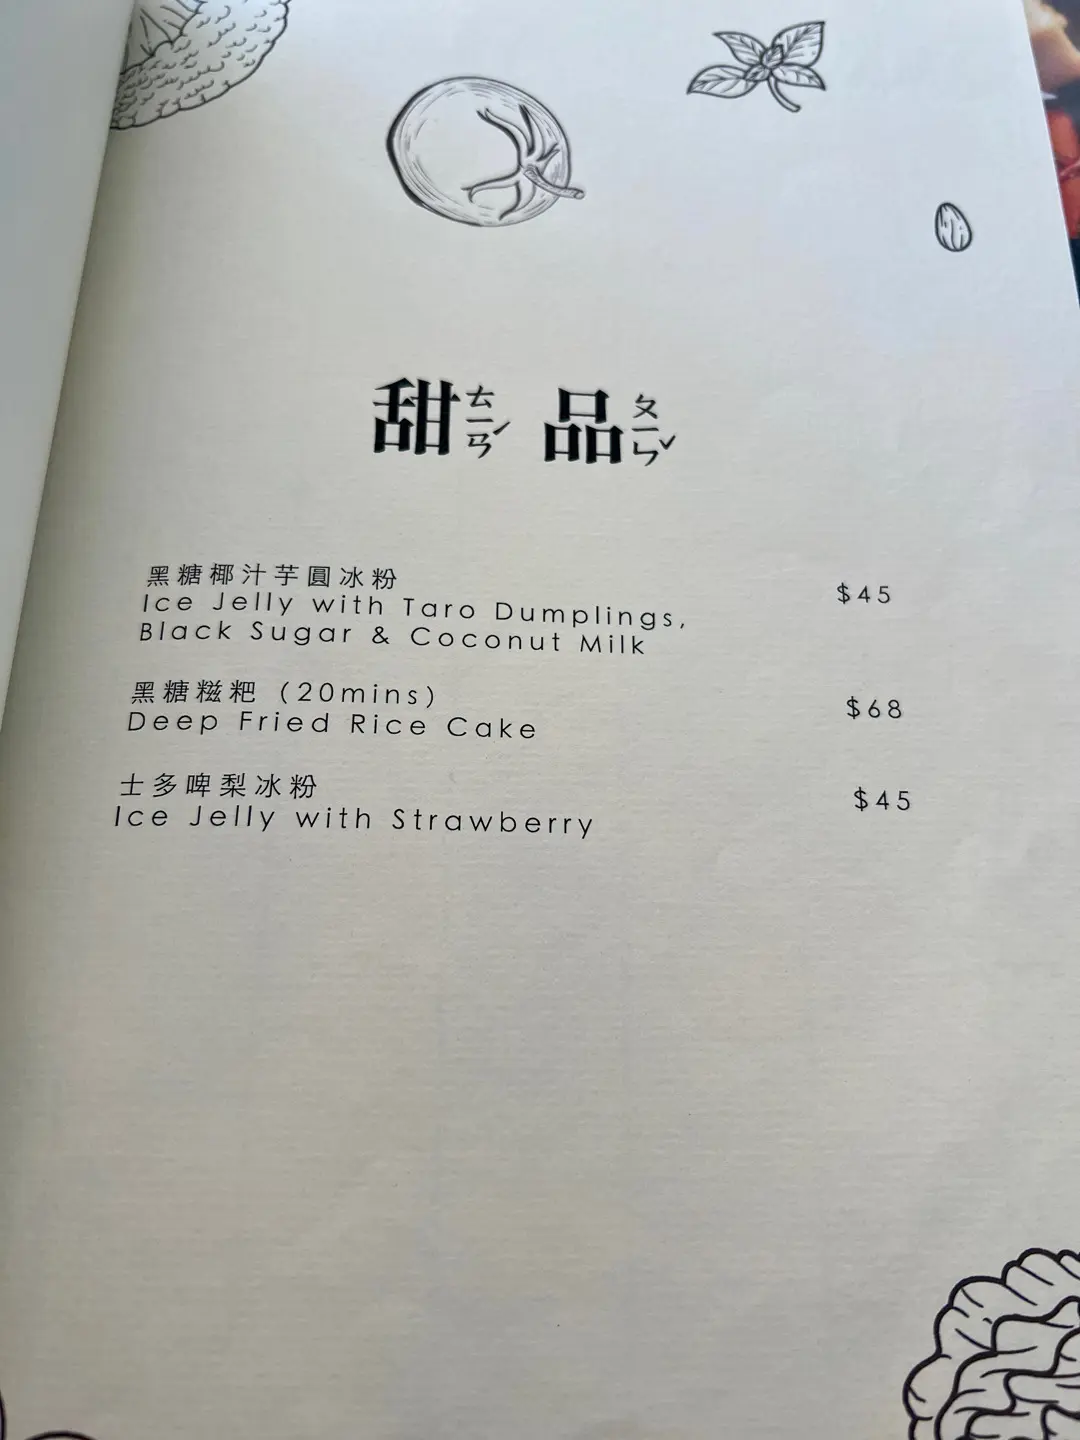 甜ㄊㄧㄢˊ 品ㄆㄧㄣˇ
黑糖椰汁芋圓冰粉
Ice Jelly with Taro Dumplings,
Black Sugar & Coconut Milk
$45
黑糖糍粑 (20mins)
Deep Fried Rice Cake
$68
士多啤梨冰粉
Ice Jelly with Strawberry
$45